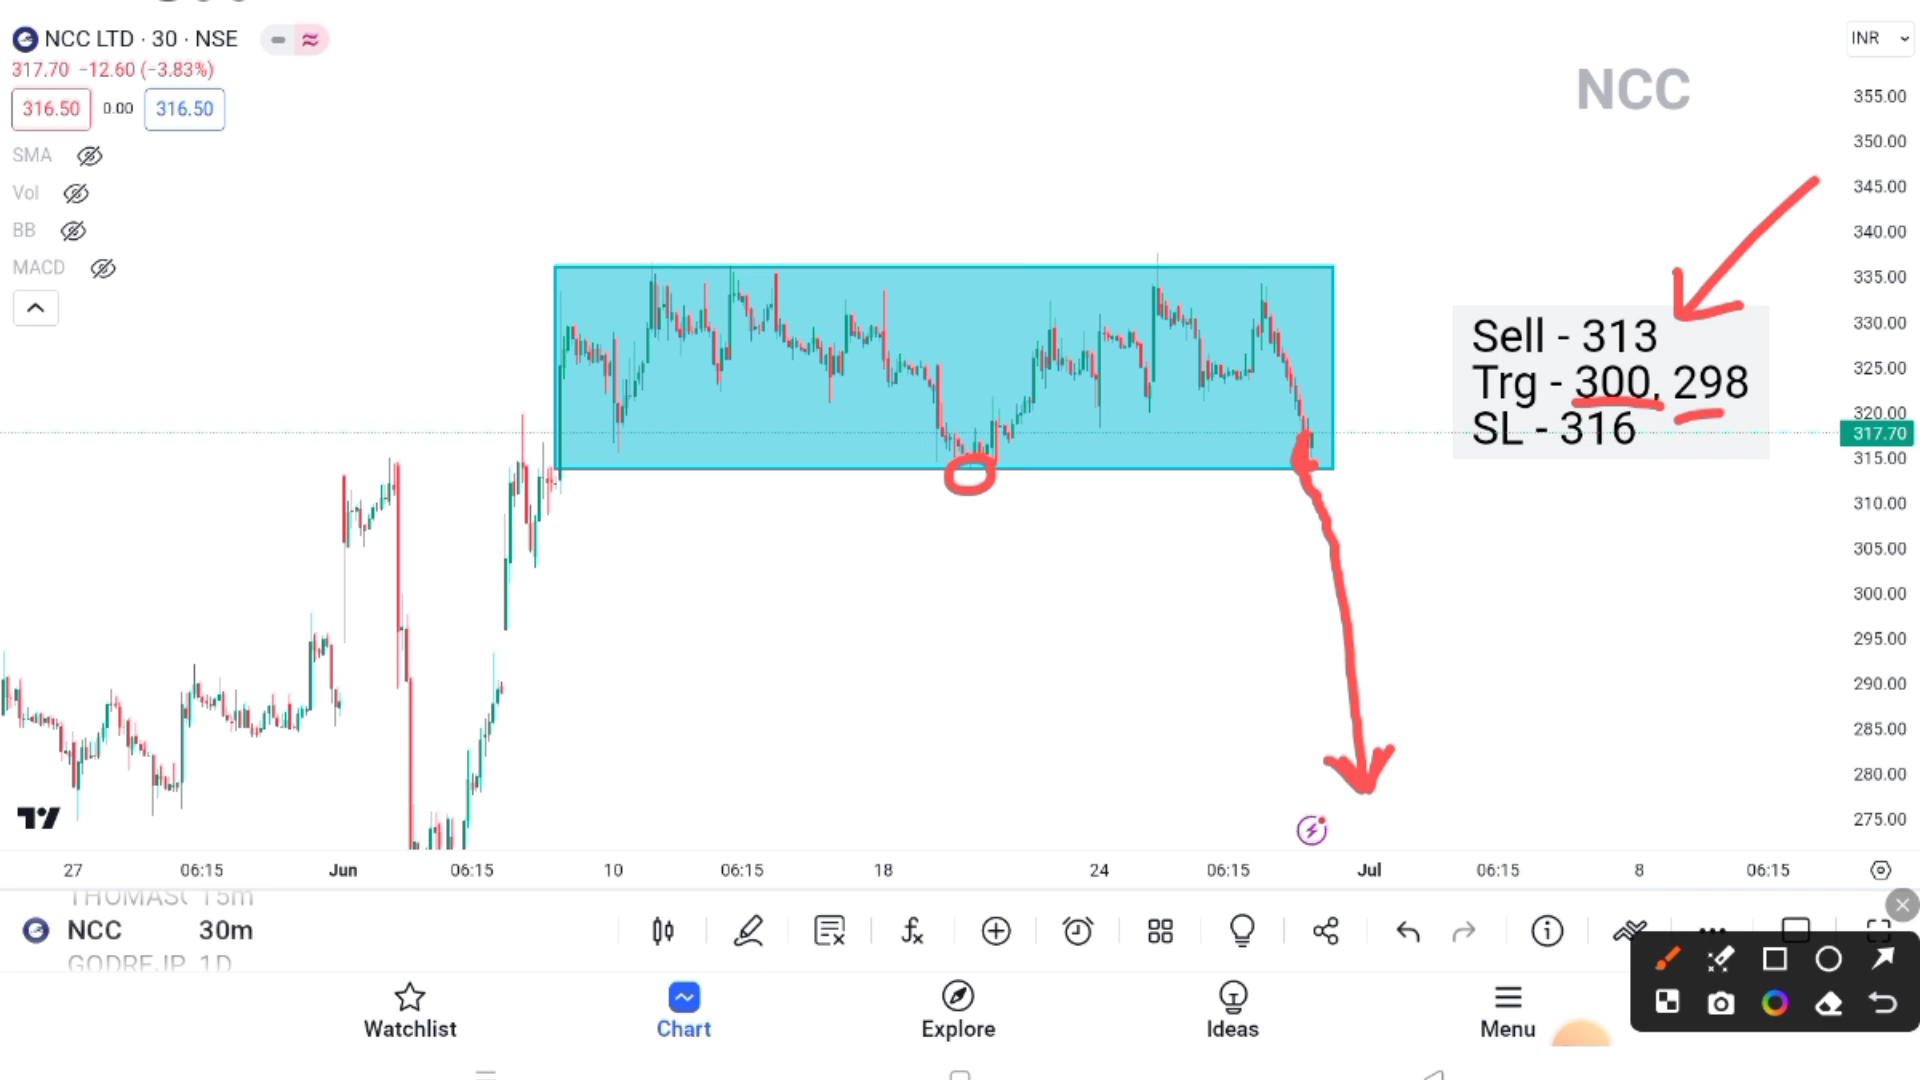 NCC LTD · 30 · NSE
317.70 −12.60 (−3.83%)
316.50 0.00 316.50
SMA
Vol
BB
MACD
INR
NCC
355.00
350.00
345.00
340.00
335.00
330.00
325.00
320.00
317.70
315.00
310.00
305.00
300.00
295.00
290.00
285.00
280.00
275.00
Sell - 313
Trg - 300, 298
SL - 316
27 06:15 Jun 06:15 10 06:15 18 24 06:15 Jul 06:15 8 06:15
15m
NCC 30m
GODREJP 1D
Watchlist Chart Explore Ideas Menu